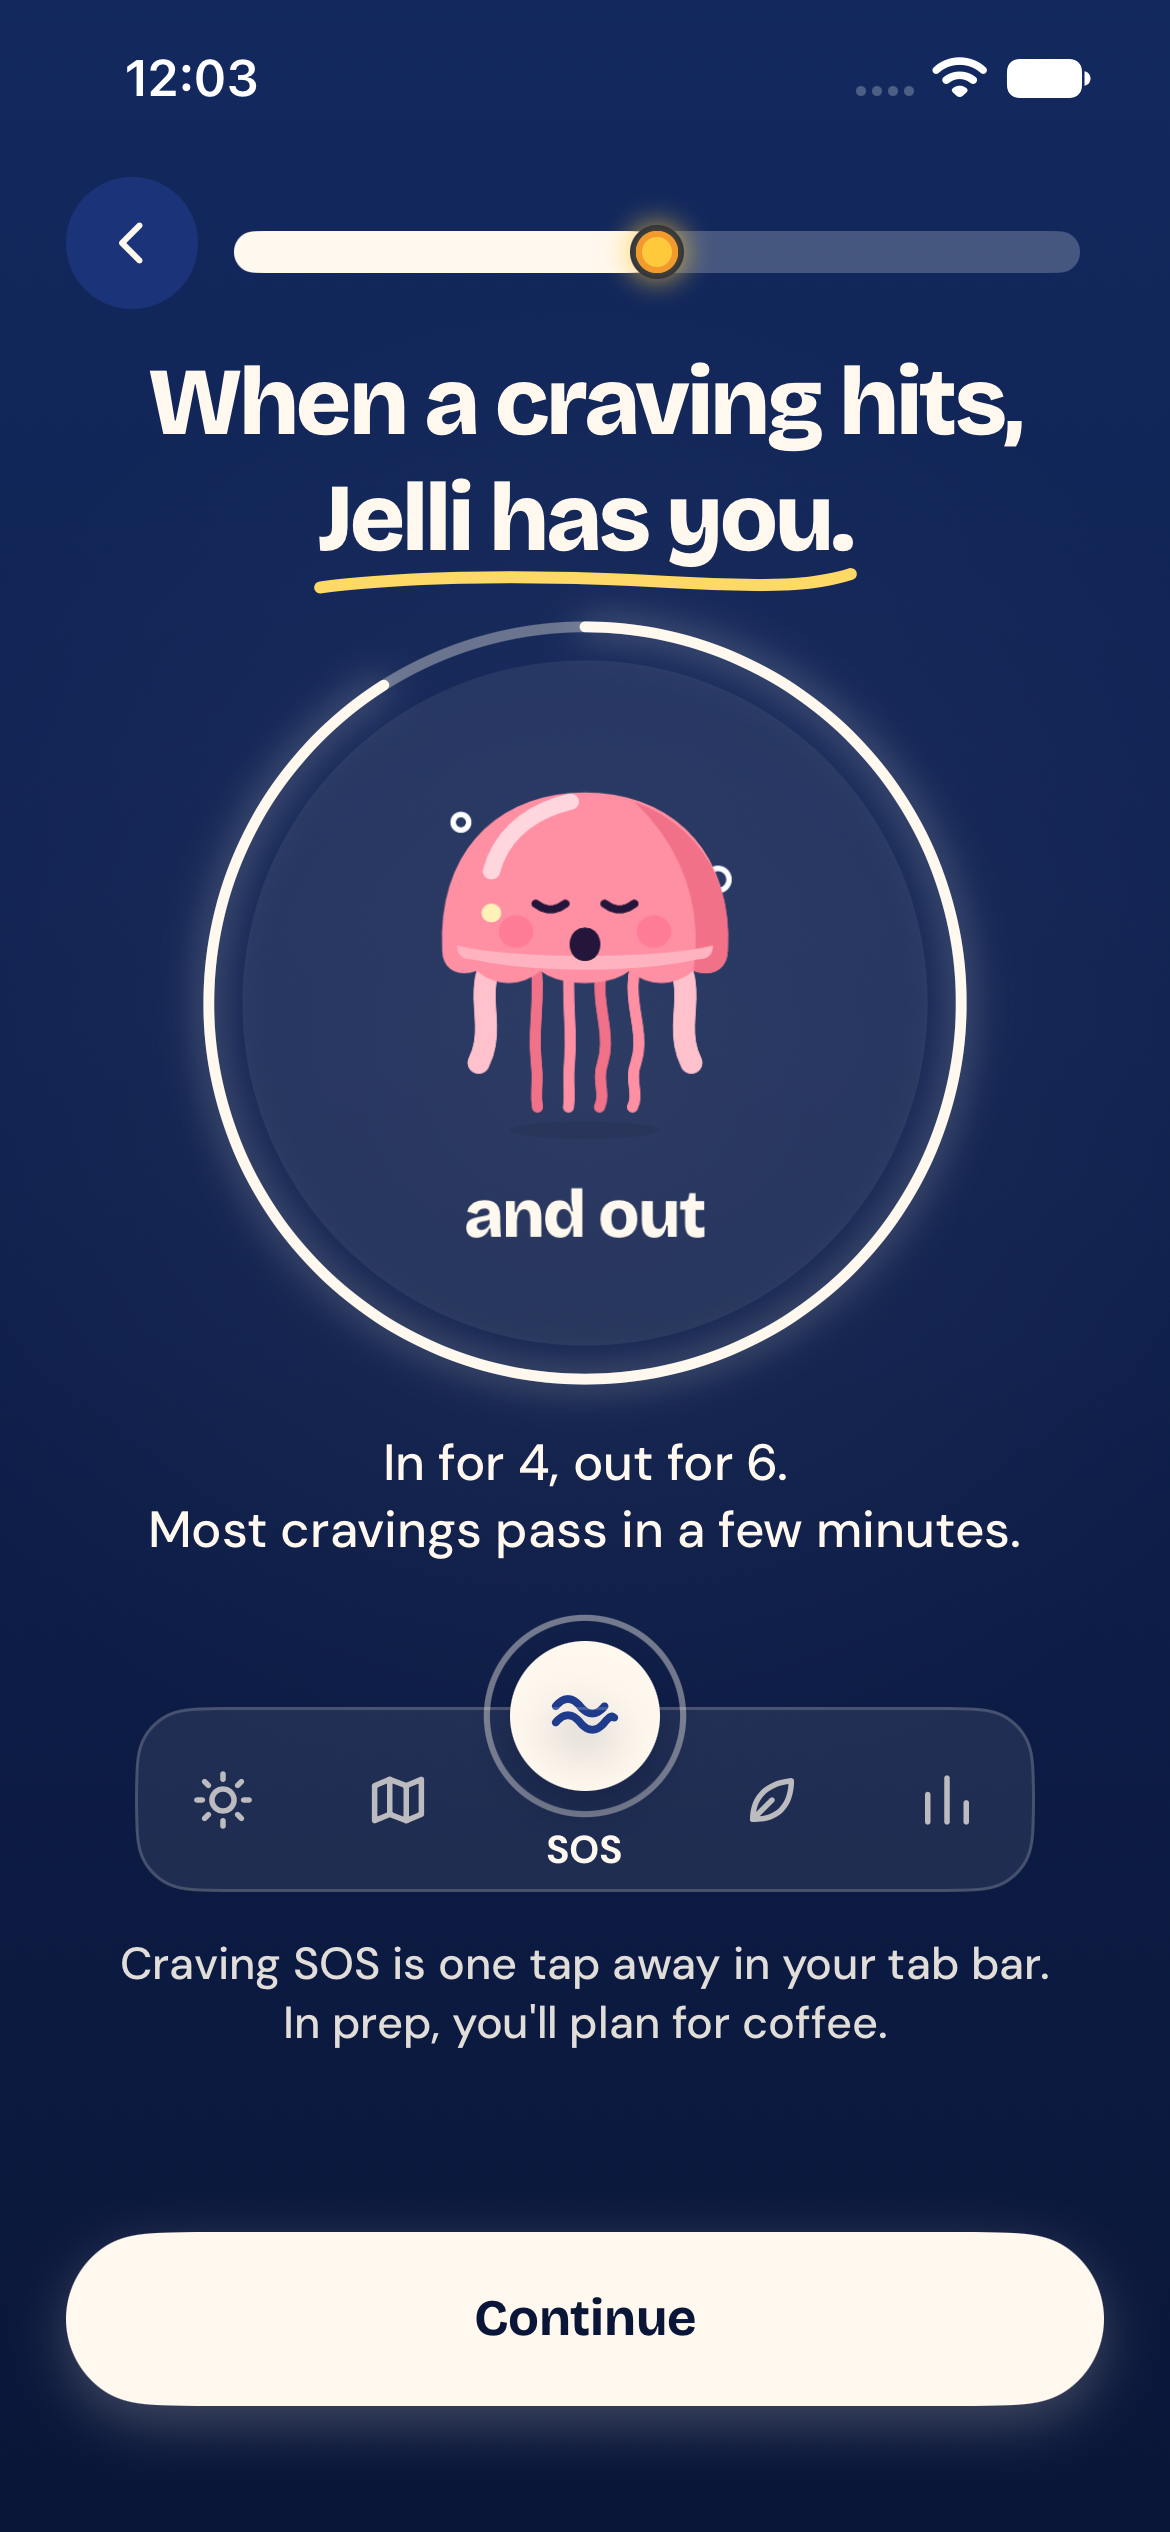 12:03
When a craving hits,
Jelli has you.
and out
In for 4, out for 6.
Most cravings pass in a few minutes.
SOS
Craving SOS is one tap away in your tab bar.
In prep, you'll plan for coffee.
Continue